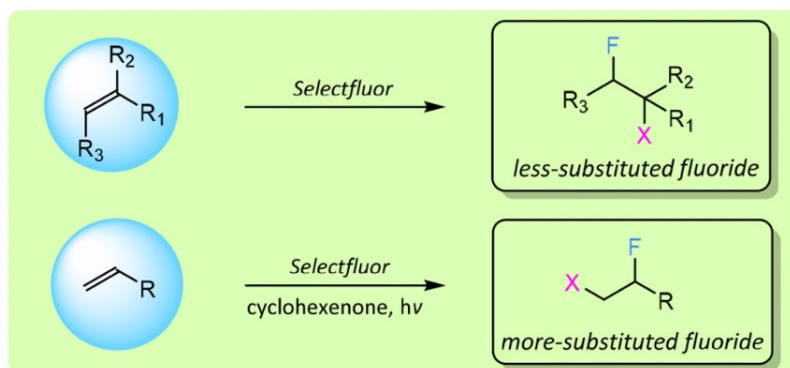 R2
R1
R3
Selectfluor
F
R3
R2
R1
X
less-substituted fluoride
R
Selectfluor
cyclohexenone, hν
F
X
R
more-substituted fluoride